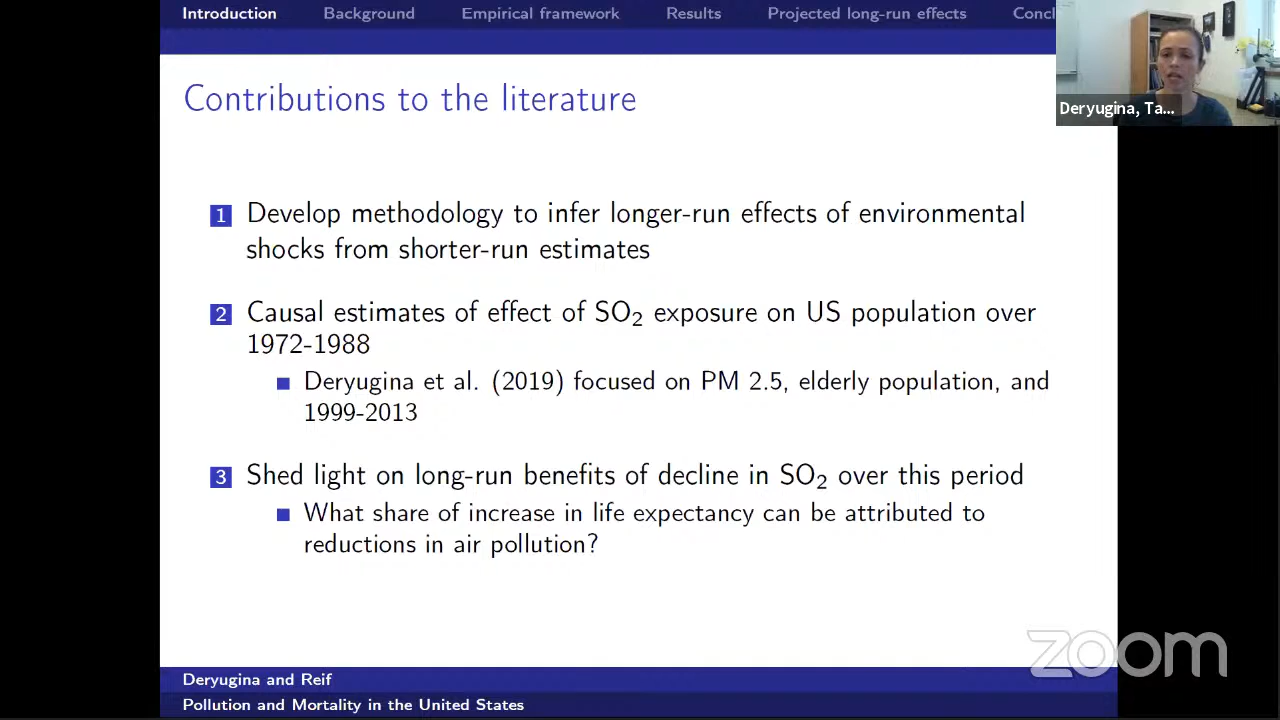 Introduction Background Empirical framework Results Projected long-run effects Concl
Deryugina, Ta...
Contributions to the literature
1 Develop methodology to infer longer-run effects of environmental
shocks from shorter-run estimates
2 Causal estimates of effect of SO₂ exposure on US population over
1972-1988
Deryugina et al. (2019) focused on PM 2.5, elderly population, and
1999-2013
3 Shed light on long-run benefits of decline in SO₂ over this period
What share of increase in life expectancy can be attributed to
reductions in air pollution?
zoom
Deryugina and Reif
Pollution and Mortality in the United States